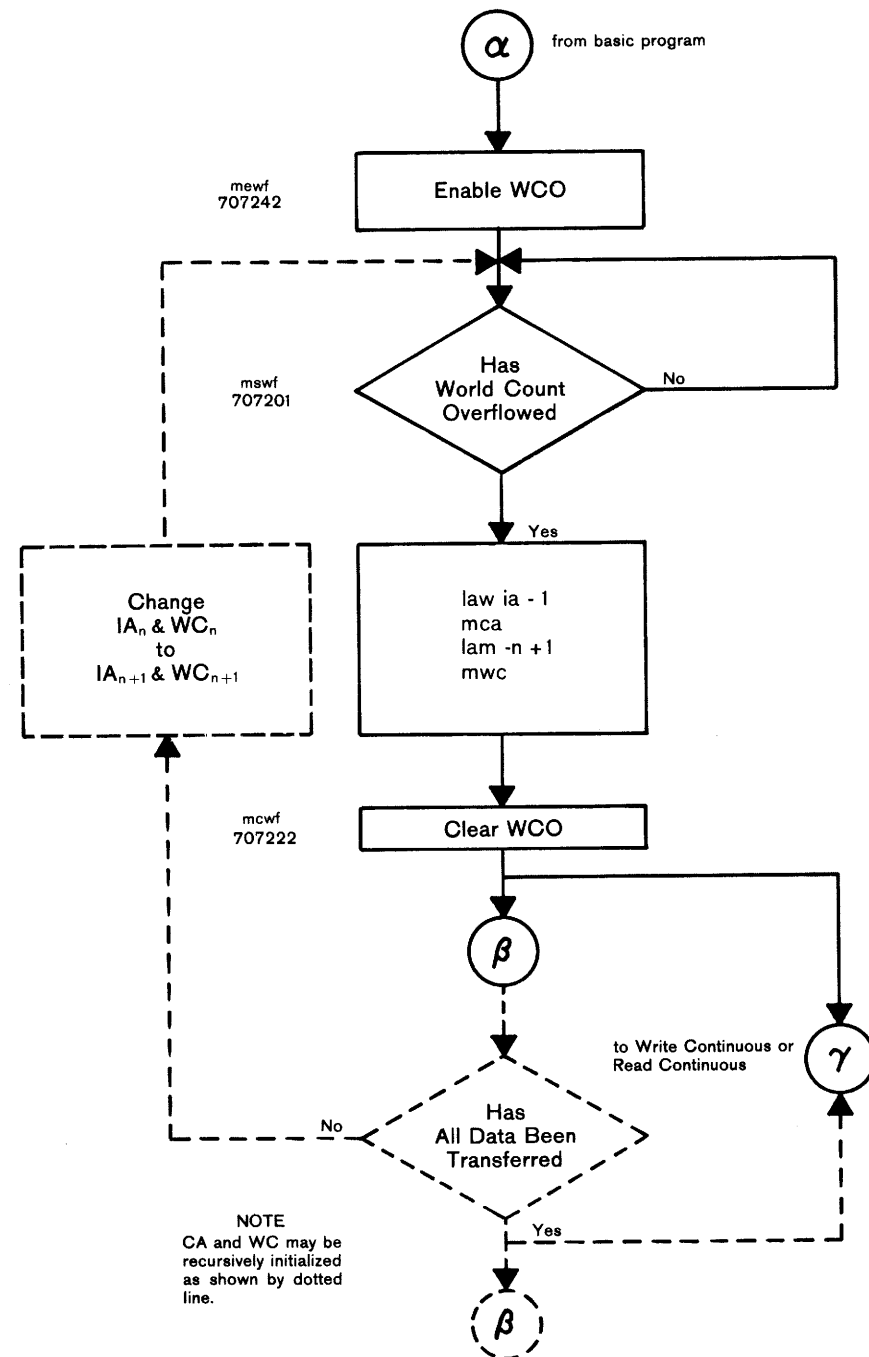 α
from basic program
mewf
707242
Enable WCO
mswf
707201
Has
World Count
Overflowed
No
Yes
Change
IAn & WCn
to
IAn+1 & WCn+1
law ia - 1
mca
lam -n + 1
mwc
mcwf
707222
Clear WCO
β
to Write Continuous or
Read Continuous
γ
No
Has
All Data Been
Transferred
Yes
NOTE
CA and WC may be
recursively initialized
as shown by dotted
line.
β